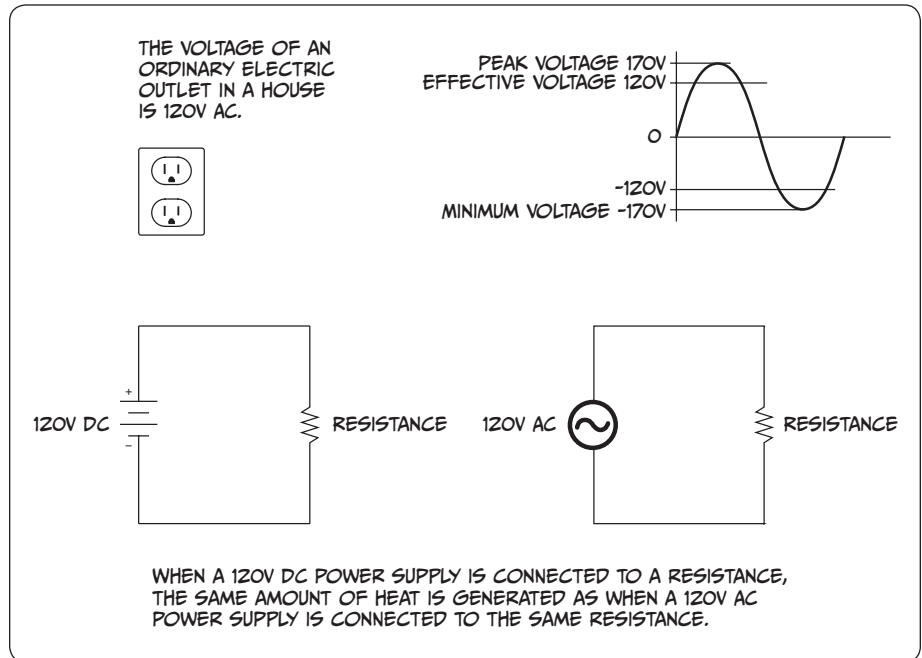 THE VOLTAGE OF AN
ORDINARY ELECTRIC
OUTLET IN A HOUSE
IS 120V AC.
PEAK VOLTAGE 170V
EFFECTIVE VOLTAGE 120V
0
-120V
MINIMUM VOLTAGE -170V
+
120V DC
−
RESISTANCE
120V AC
RESISTANCE
WHEN A 120V DC POWER SUPPLY IS CONNECTED TO A RESISTANCE,
THE SAME AMOUNT OF HEAT IS GENERATED AS WHEN A 120V AC
POWER SUPPLY IS CONNECTED TO THE SAME RESISTANCE.